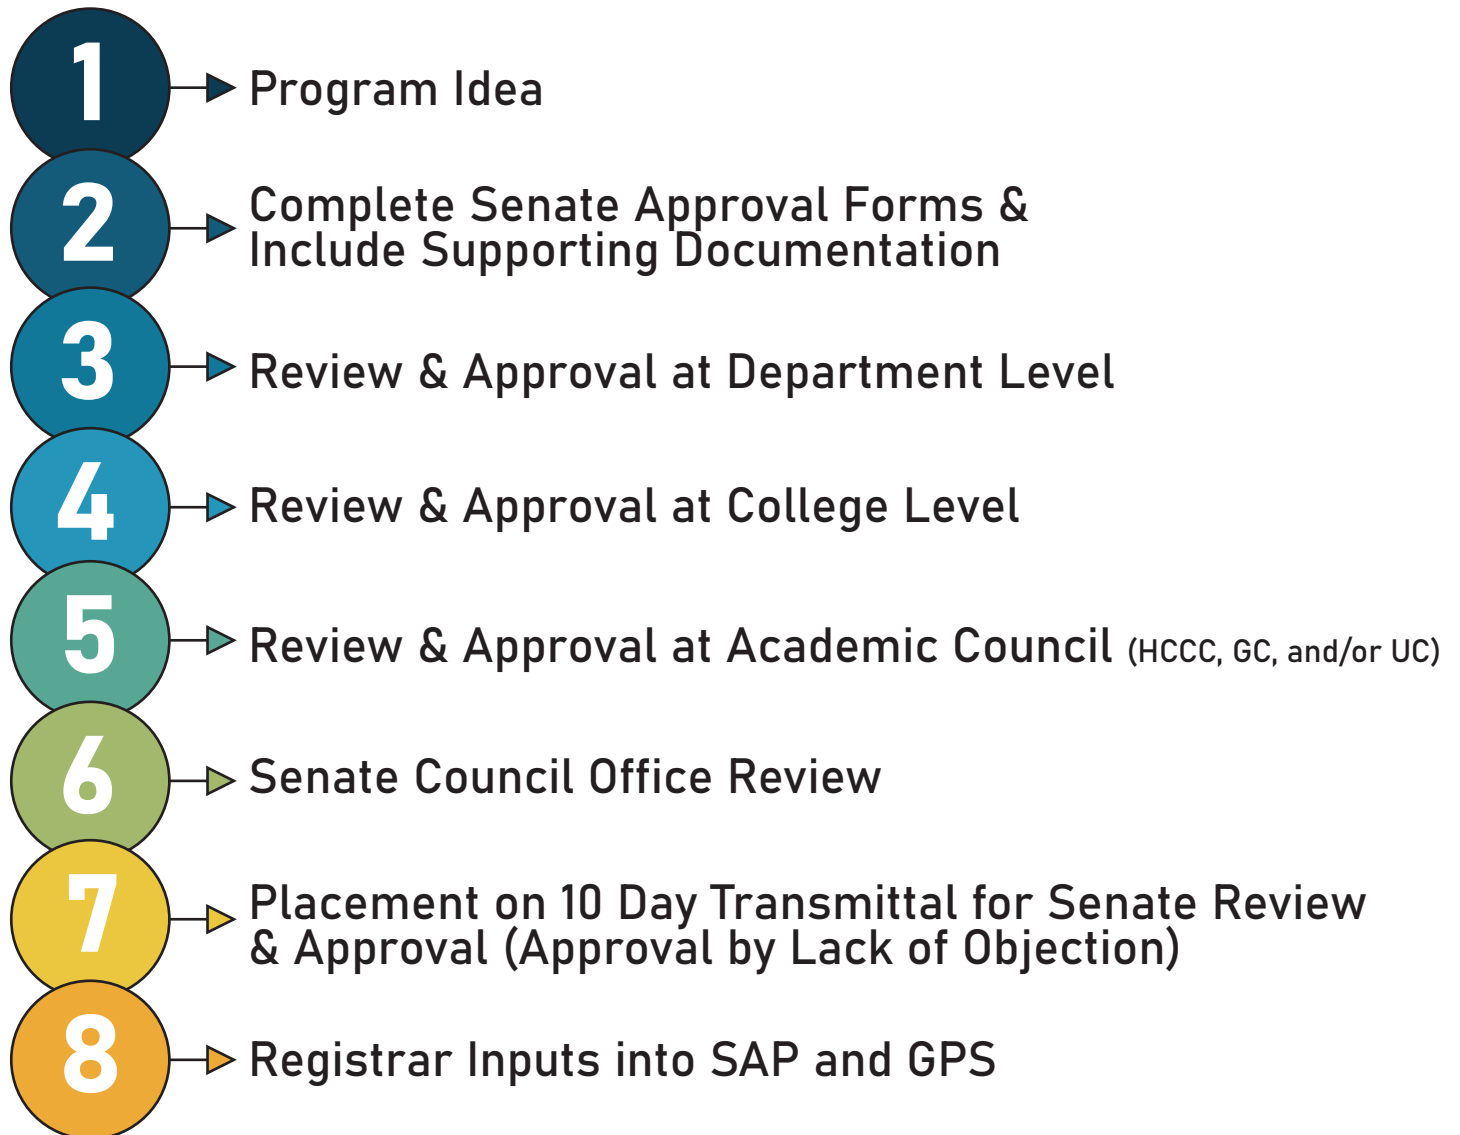 1
Program Idea
2
Complete Senate Approval Forms &
Include Supporting Documentation
3
Review & Approval at Department Level
4
Review & Approval at College Level
5
Review & Approval at Academic Council (HCCC, GC, and/or UC)
6
Senate Council Office Review
7
Placement on 10 Day Transmittal for Senate Review
& Approval (Approval by Lack of Objection)
8
Registrar Inputs into SAP and GPS